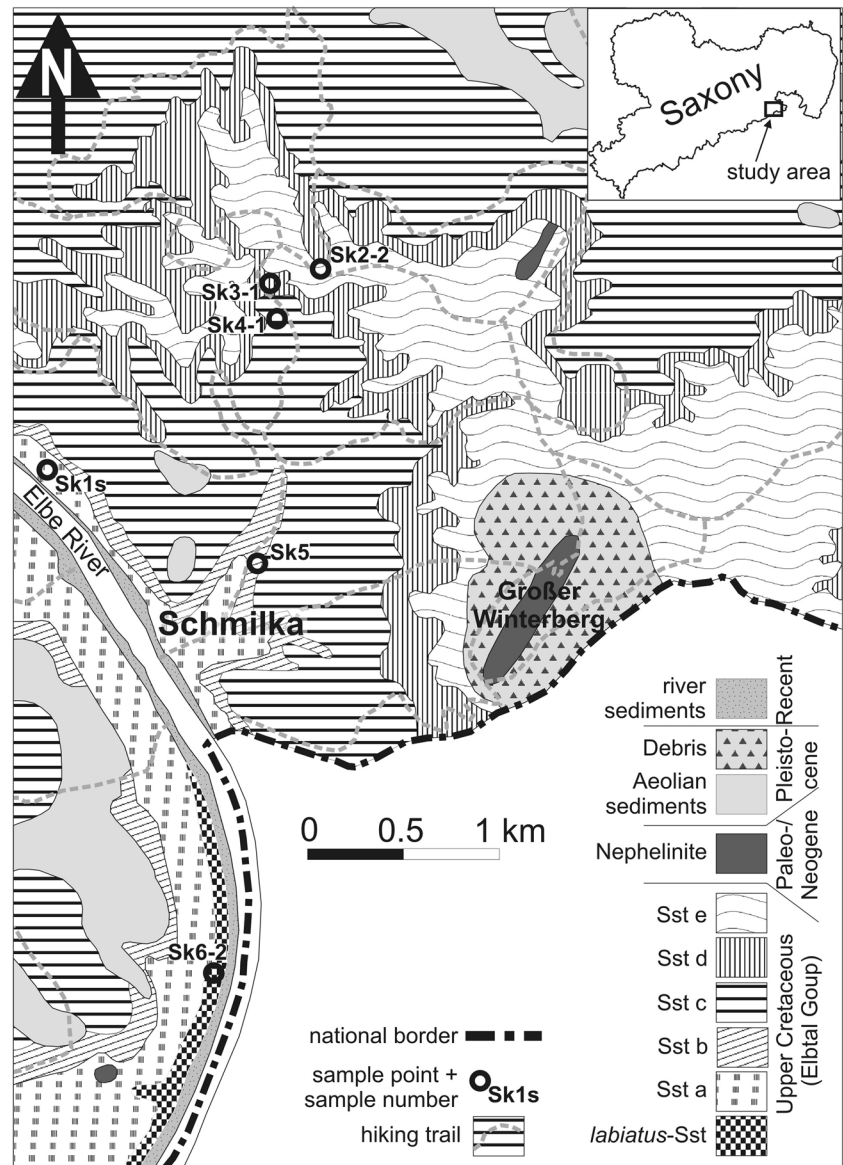 N
Saxony
study area
Sk2-2
Sk3-1
Sk4-1
Sk1s
Elbe River
Sk5
Schmilka
Großer
Winterberg
Sk6-2
0 0.5 1 km
national border
sample point +
sample number
Sk1s
hiking trail
river
sediments
Debris
Aeolian
sediments
Nephelinite
Sst e
Sst d
Sst c
Sst b
Sst a
labiatus-Sst
Recent
Pleisto-
cene
Paleo-/
Neogene
Upper Cretaceous
(Elbtal Goup)